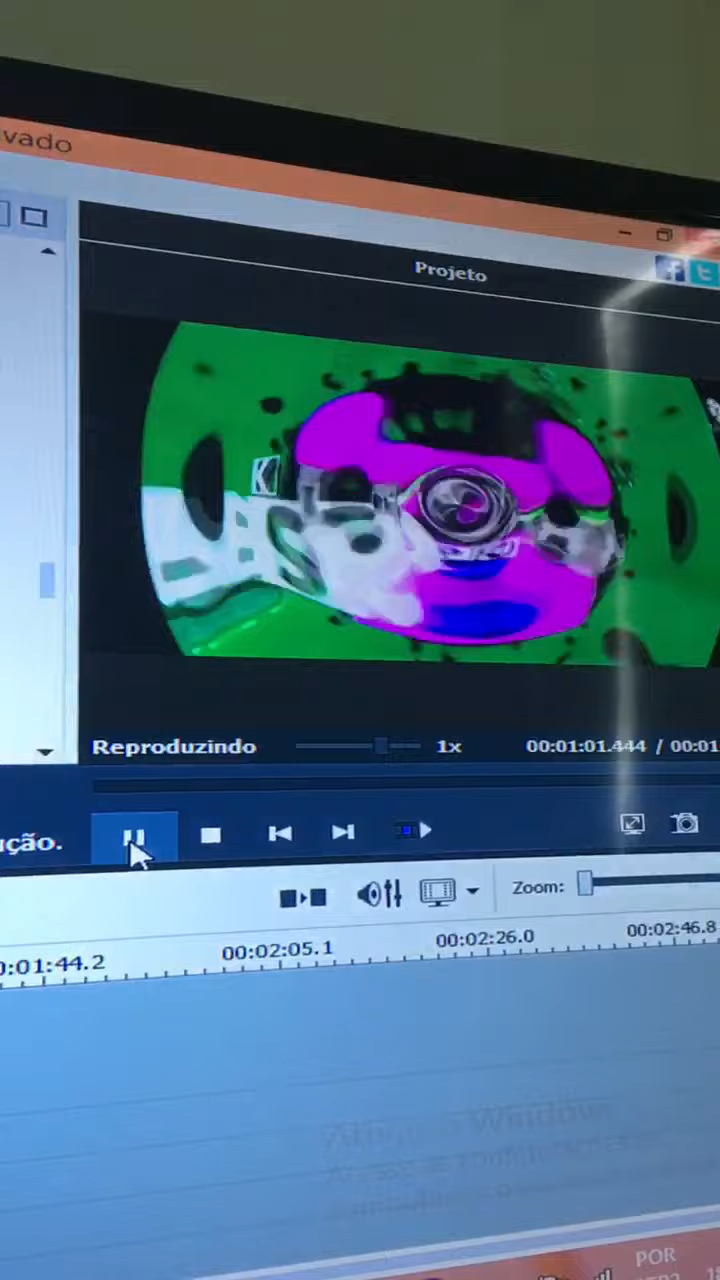 vado
Projeto
K
Reproduzindo 1x 00:01:01.444 / 00:01
ução.
Zoom:
0:01:44.2 00:02:05.1 00:02:26.0 00:02:46.8
POR